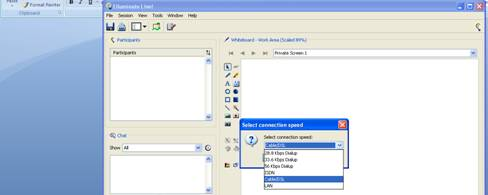 Format Painter
Clipboard
Elluminate Live!
File Session View Tools Window Help
Participants
Participants
Whiteboard - Work Area (Scaled 89%)
Private Screen 1
Chat
Show All
Select connection speed
Select connection speed:
Cable/DSL
28.8 Kbps Dialup
33.6 Kbps Dialup
56 Kbps Dialup
ISDN
Cable/DSL
LAN